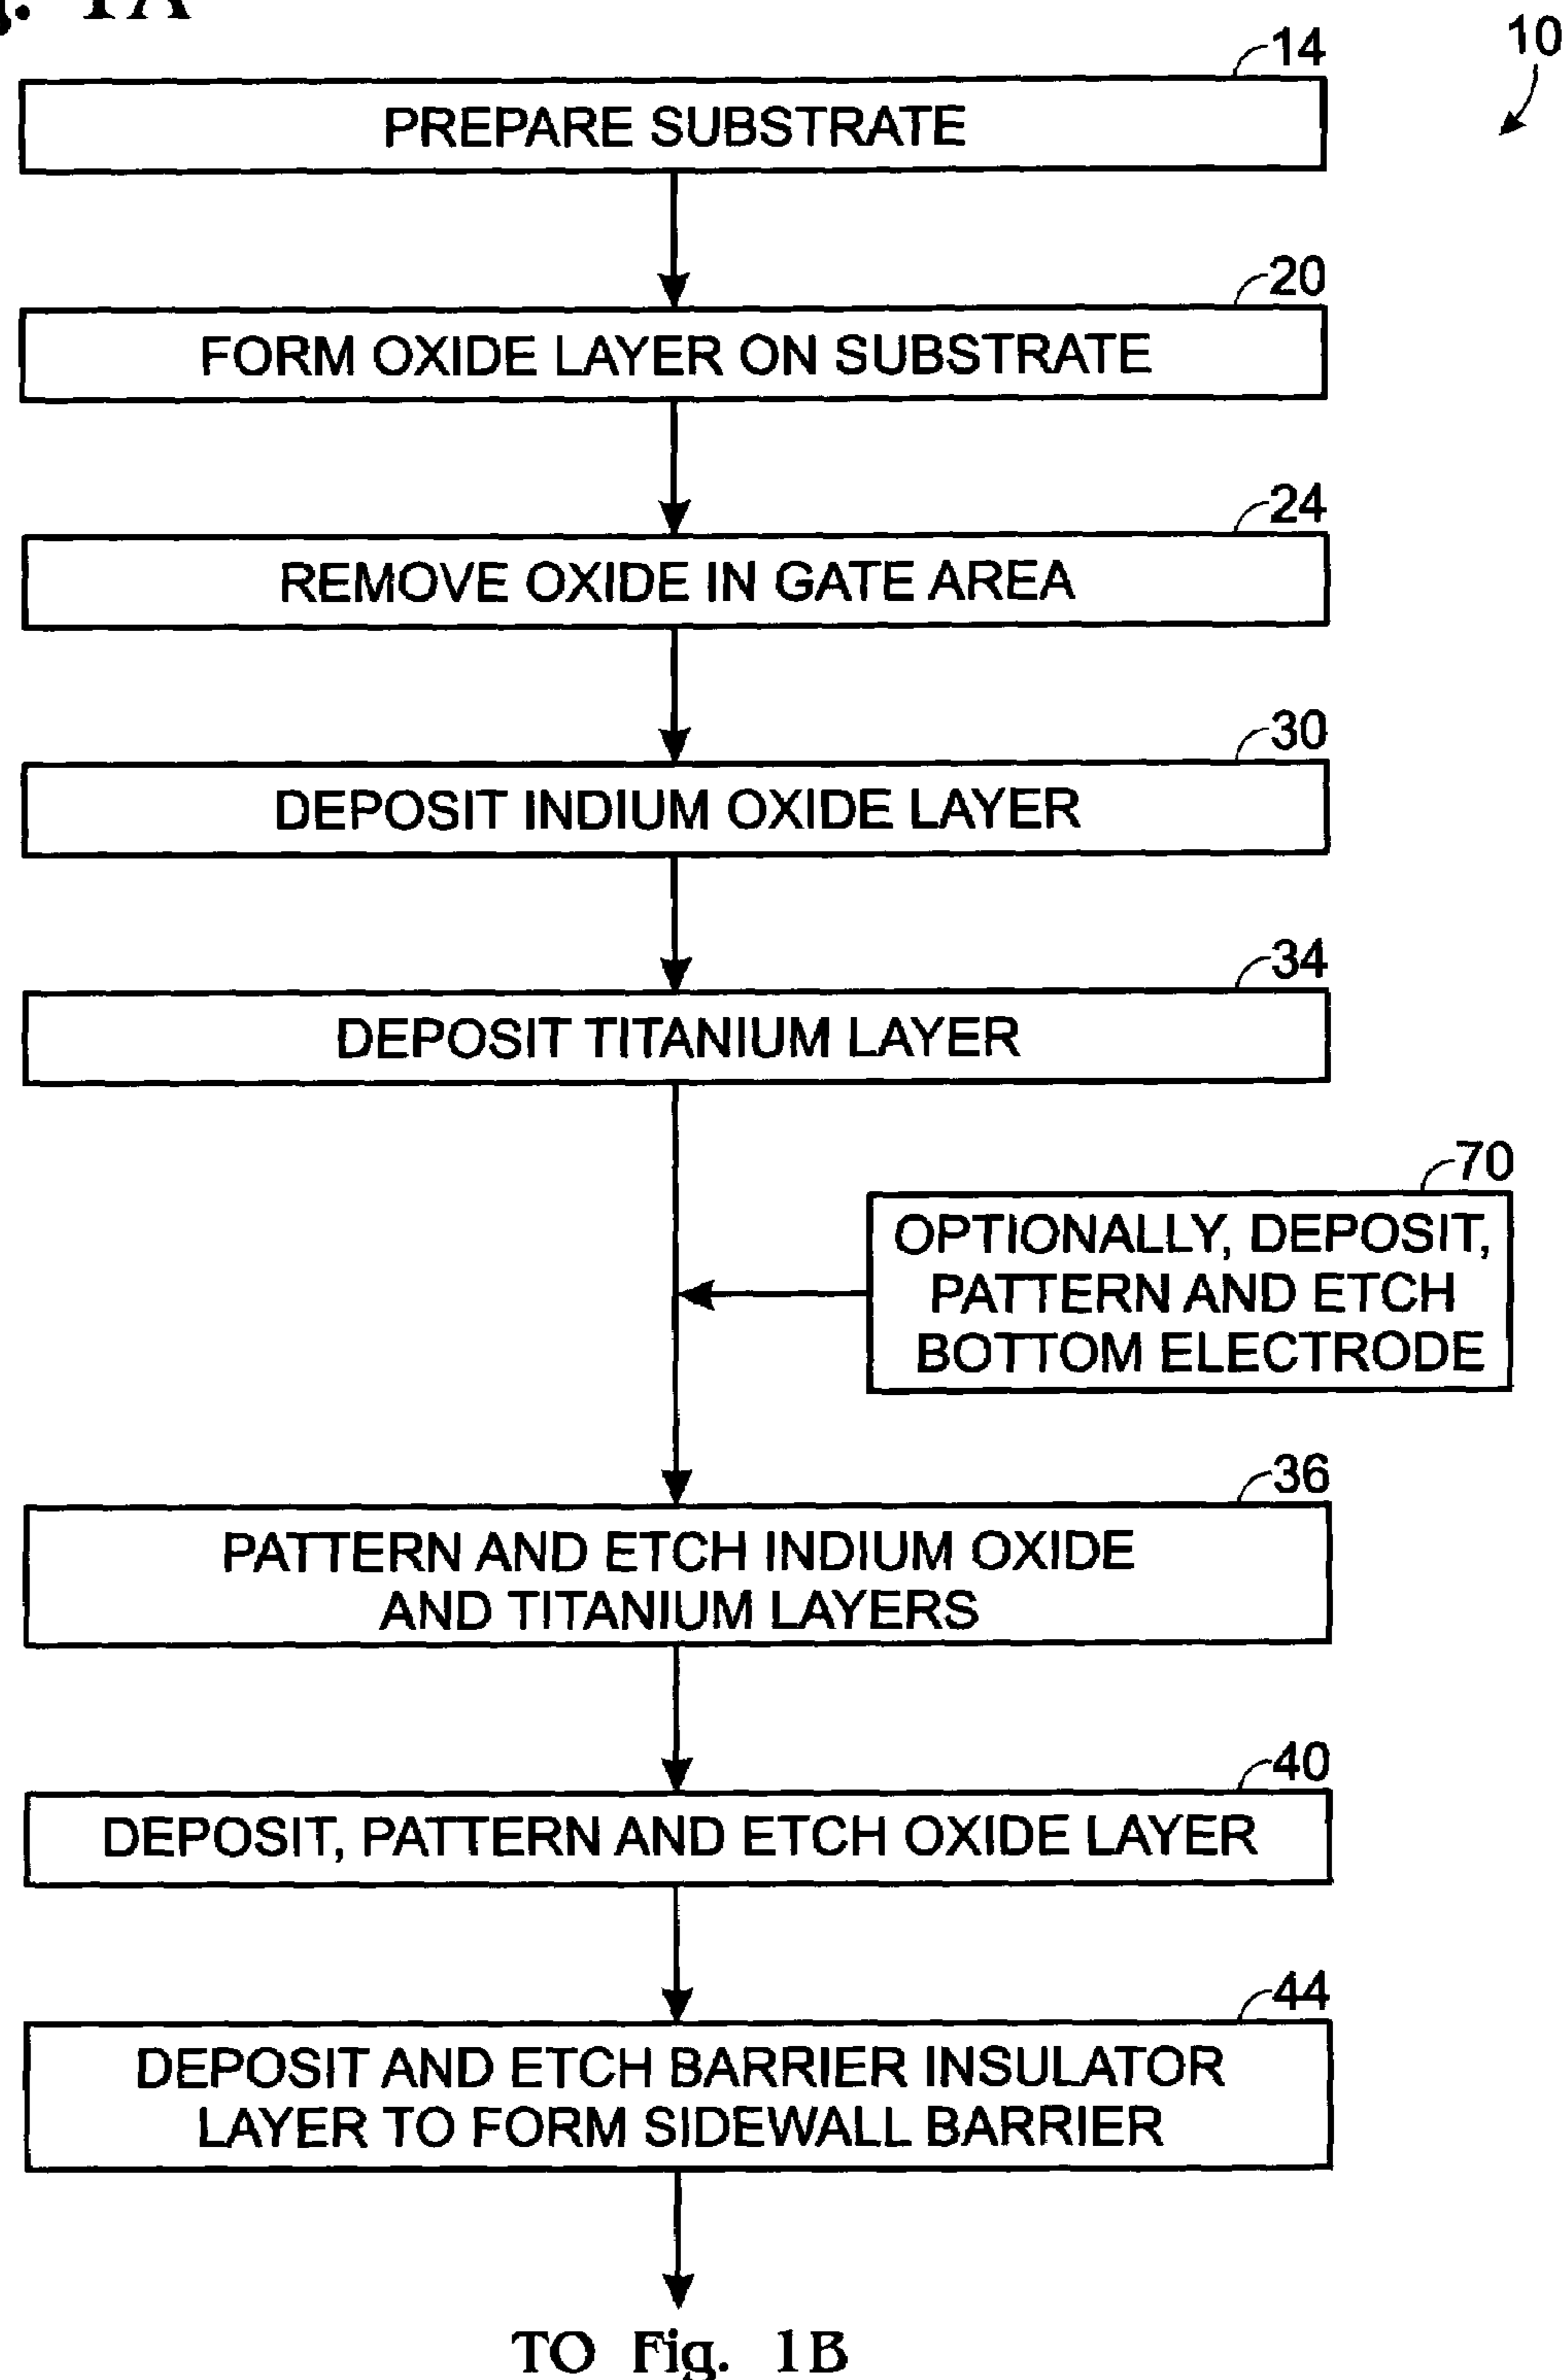 1A
10
14
PREPARE SUBSTRATE
20
FORM OXIDE LAYER ON SUBSTRATE
24
REMOVE OXIDE IN GATE AREA
30
DEPOSIT INDIUM OXIDE LAYER
34
DEPOSIT TITANIUM LAYER
70
OPTIONALLY, DEPOSIT,
PATTERN AND ETCH
BOTTOM ELECTRODE
36
PATTERN AND ETCH INDIUM OXIDE
AND TITANIUM LAYERS
40
DEPOSIT, PATTERN AND ETCH OXIDE LAYER
44
DEPOSIT AND ETCH BARRIER INSULATOR
LAYER TO FORM SIDEWALL BARRIER
TO Fig. 1B